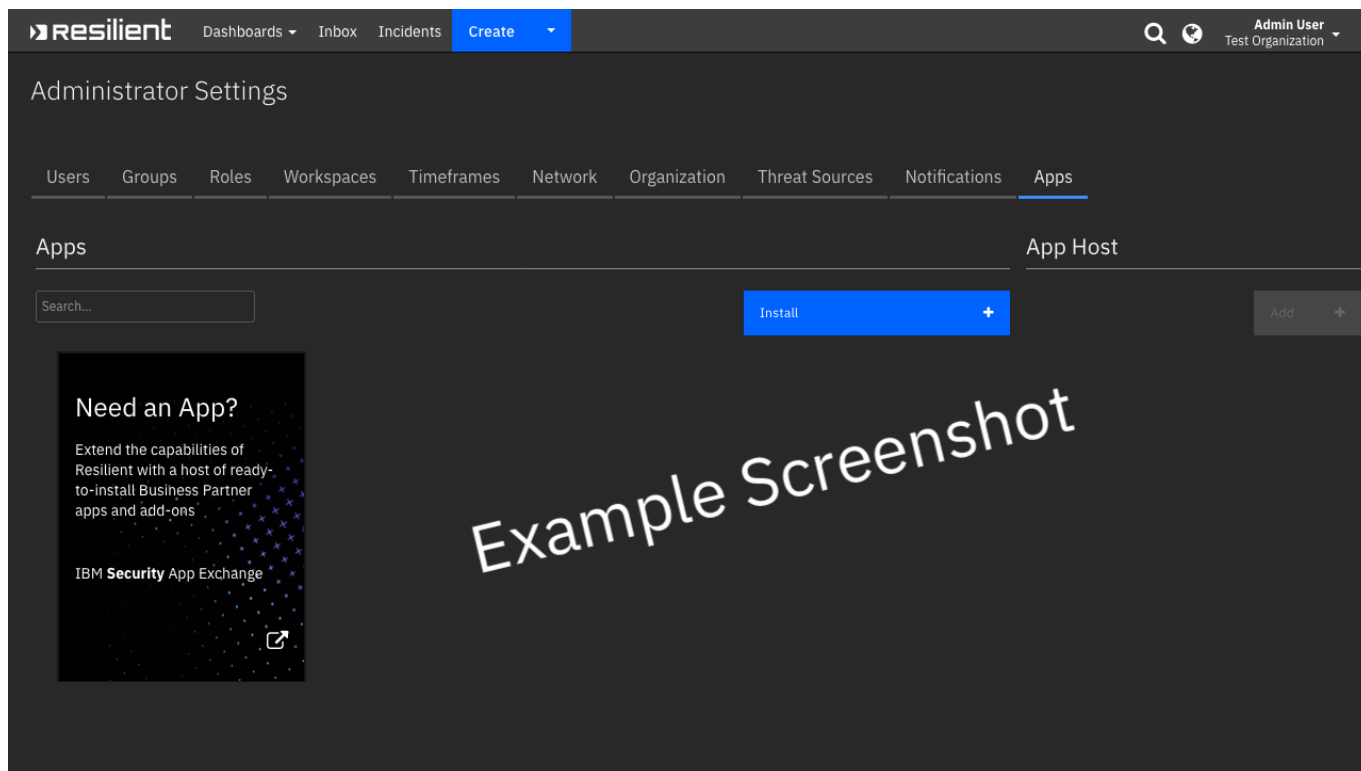 Resilient Dashboards Inbox Incidents Create
Admin User
Test Organization
Administrator Settings
Users Groups Roles Workspaces Timeframes Network Organization Threat Sources Notifications Apps
Apps
App Host
Search...
Install +
Add +
Need an App?
Extend the capabilities of
Resilient with a host of ready-
to-install Business Partner
apps and add-ons
IBM Security App Exchange
Example Screenshot